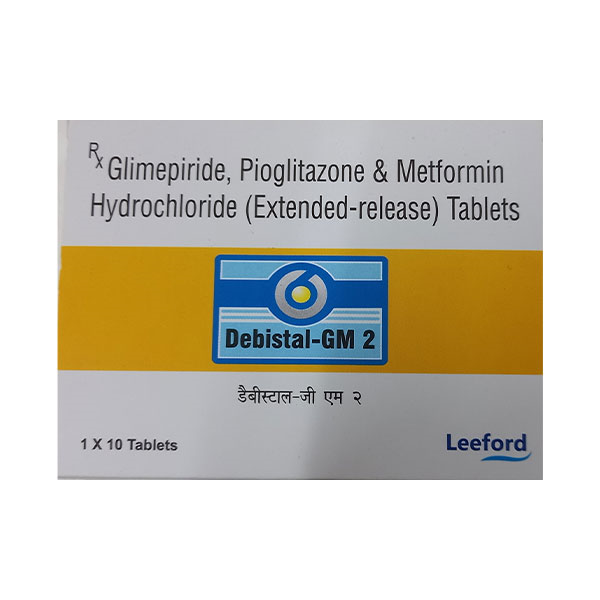 Rx Glimepiride, Pioglitazone & Metformin
Hydrochloride (Extended-release) Tablets
Debistal-GM 2
डैबीस्टाल-जी एम २
1 X 10 Tablets
Leeford